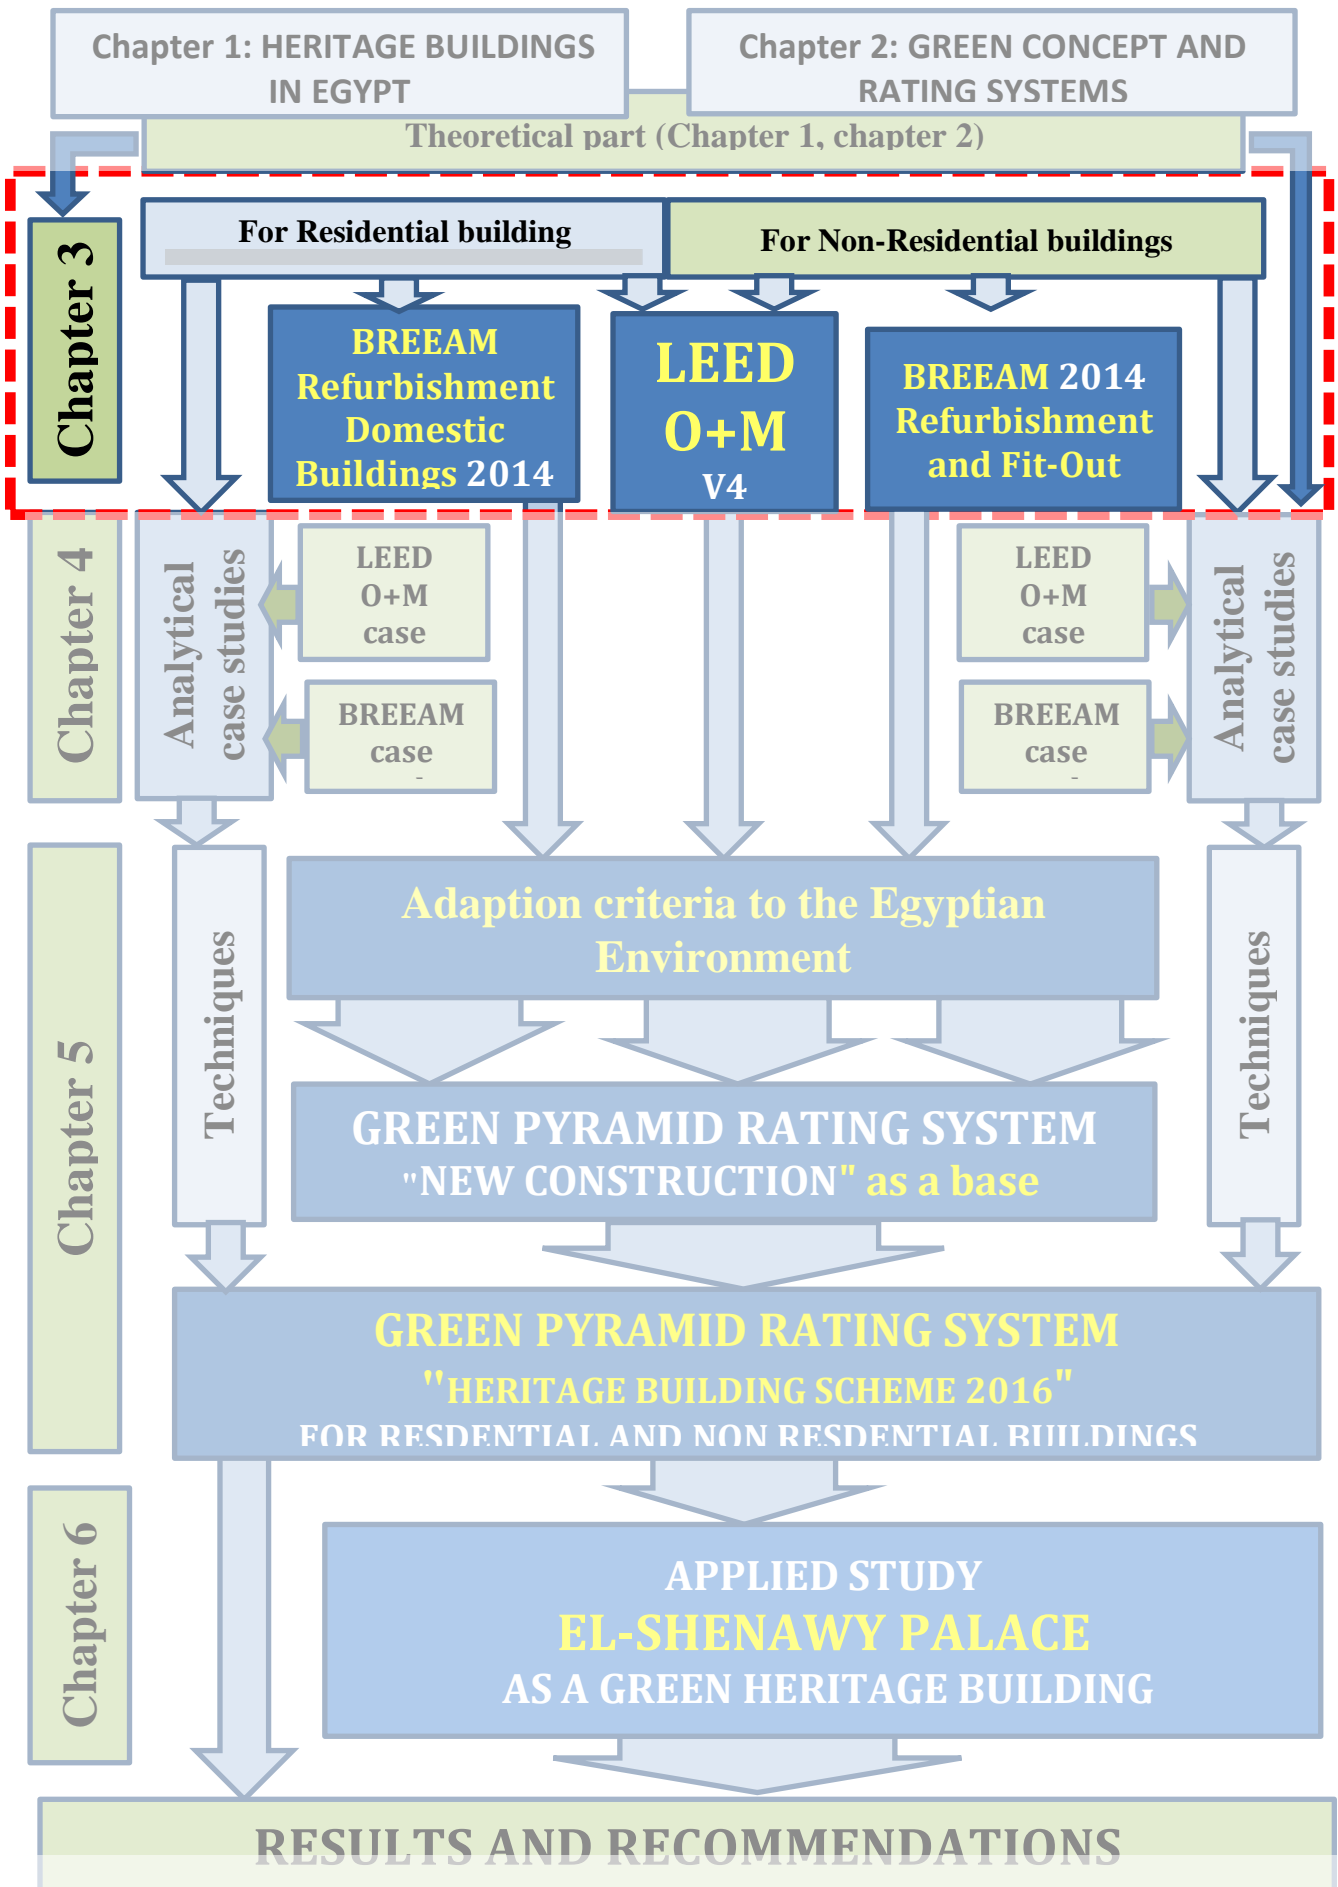 Chapter 1: HERITAGE BUILDINGS
IN EGYPT
Chapter 2: GREEN CONCEPT AND
RATING SYSTEMS
Theoretical part (Chapter 1, chapter 2)
Chapter 3
For Residential building
For Non-Residential buildings
BREEAM
Refurbishment
Domestic
Buildings 2014
LEED
O+M
V4
BREEAM 2014
Refurbishment
and Fit-Out
Chapter 4
Analytical
case studies
LEED
O+M
case
BREEAM
case
LEED
O+M
case
BREEAM
case
Analytical
case studies
Chapter 5
Techniques
Adaption criteria to the Egyptian
Environment
Techniques
GREEN PYRAMID RATING SYSTEM
"NEW CONSTRUCTION" as a base
GREEN PYRAMID RATING SYSTEM
"HERITAGE BUILDING SCHEME 2016"
FOR RESDENTIAL AND NON RESDENTIAL BUILDINGS
Chapter 6
APPLIED STUDY
EL-SHENAWY PALACE
AS A GREEN HERITAGE BUILDING
RESULTS AND RECOMMENDATIONS